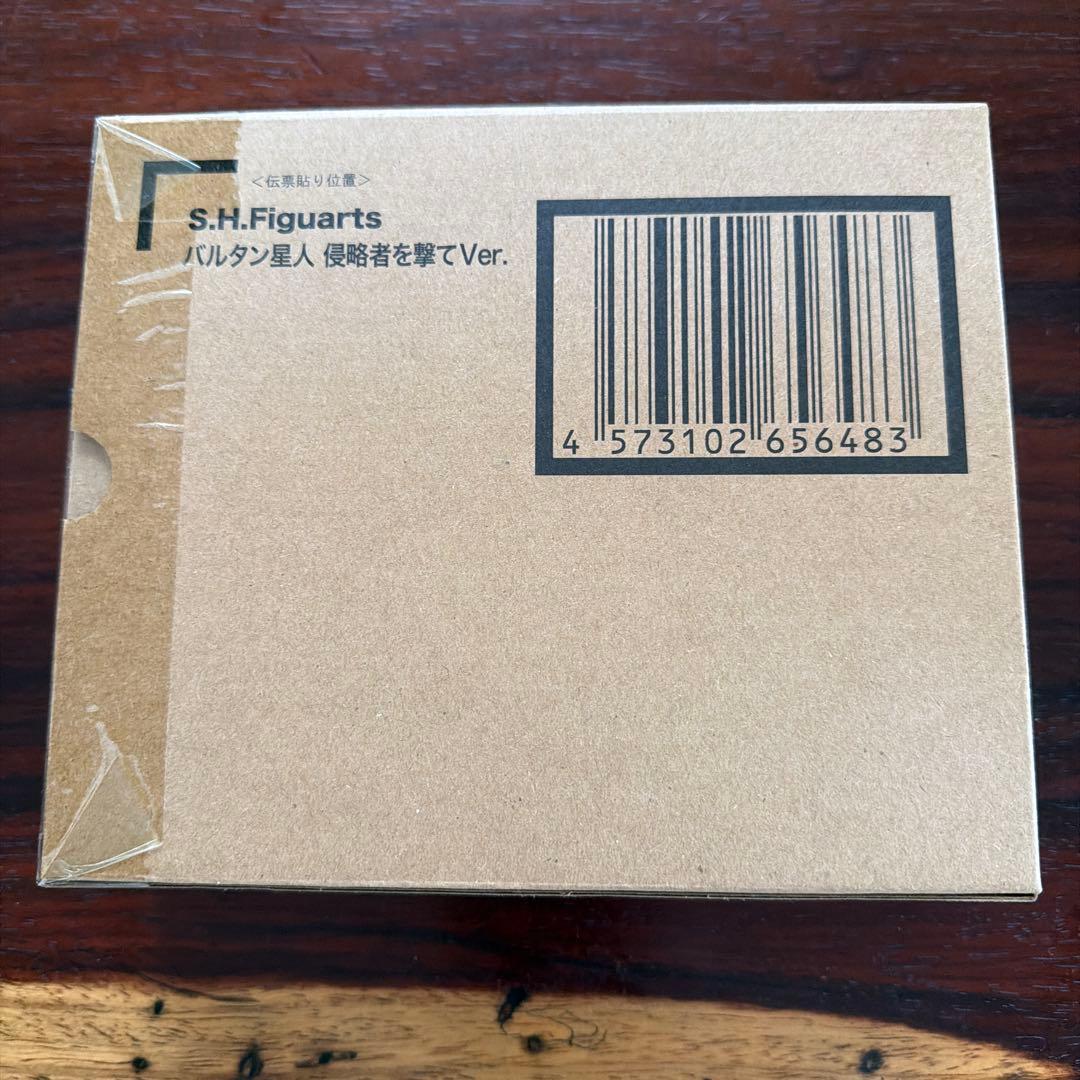 <伝票貼り位置>
S.H.Figuarts
バルタン星人 侵略者を撃てVer.
4 573102 656483